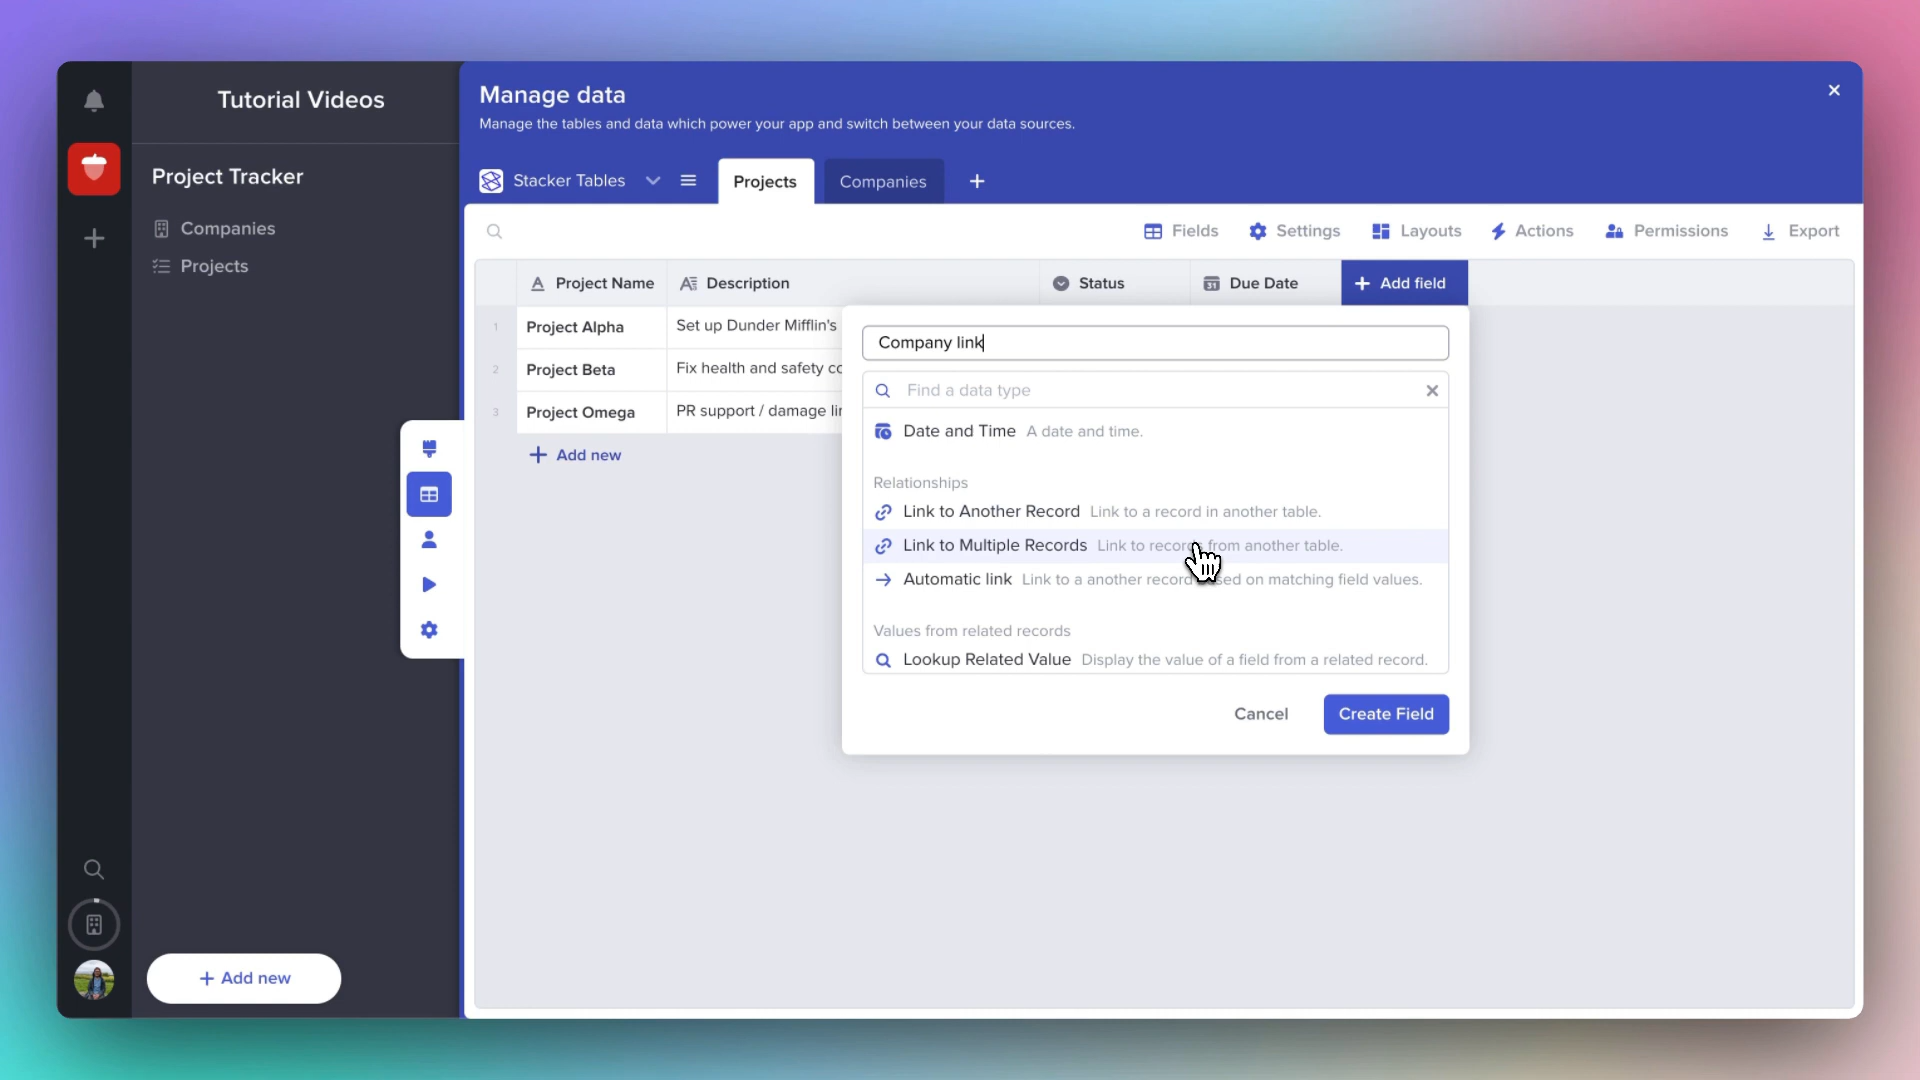 Tutorial Videos
Project Tracker
Companies
Projects
Add new
Manage data
Manage the tables and data which power your app and switch between your data sources.
Stacker Tables
Projects
Companies
Fields
Settings
Layouts
Actions
Permissions
Export
Project Name
Description
Status
31
Due Date
Add field
1
Project Alpha
Set up Dunder Mifflin's
2
Project Beta
Fix health and safety
3
Project Omega
PR support / damage
Add new
Company link
Find a data type
Date and Time A date and time.
Relationships
Link to Another Record Link to a record in another table.
Link to Multiple Records Link to records from another table.
Automatic link Link to a another record on matching field values.
Values from related records
Lookup Related Value Display the value of a field from a related record.
Cancel
Create Field